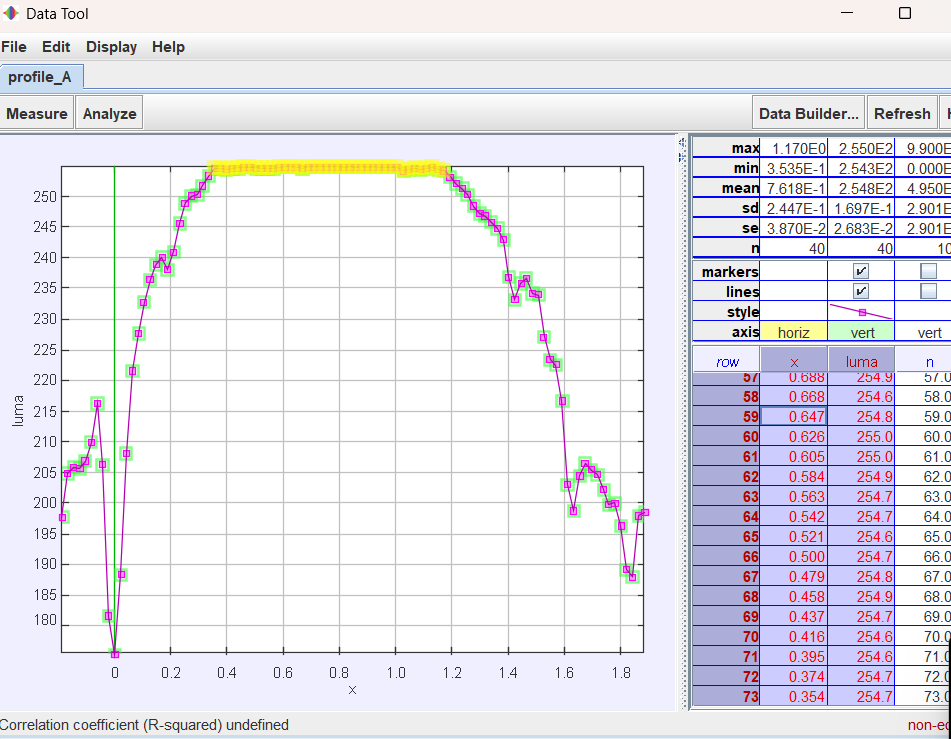 Data Tool
File Edit Display Help
profile_A
Measure Analyze Data Builder... Refresh
max 1.170E0 2.550E2 9.900E
min 3.535E-1 2.543E2 0.000E
mean 7.618E-1 2.548E2 4.950E
sd 2.447E-1 1.697E-1 2.901E
se 3.870E-2 2.683E-2 2.901E
n 40 40 10
markers
lines
style
axis horiz vert vert
row x luma n
57 0.688 254.9 57.0
58 0.668 254.6 58.0
59 0.647 254.8 59.0
60 0.626 255.0 60.0
61 0.605 255.0 61.0
62 0.584 254.9 62.0
63 0.563 254.7 63.0
64 0.542 254.7 64.0
65 0.521 254.6 65.0
66 0.500 254.7 66.0
67 0.479 254.8 67.0
68 0.458 254.9 68.0
69 0.437 254.7 69.0
70 0.416 254.6 70.0
71 0.395 254.6 71.0
72 0.374 254.7 72.0
73 0.354 254.7 73.0
250
245
240
235
230
225
220
215
210
205
200
195
190
185
180
luma
0 0.2 0.4 0.6 0.8 1.0 1.2 1.4 1.6 1.8
x
Correlation coefficient (R-squared) undefined
non-ed